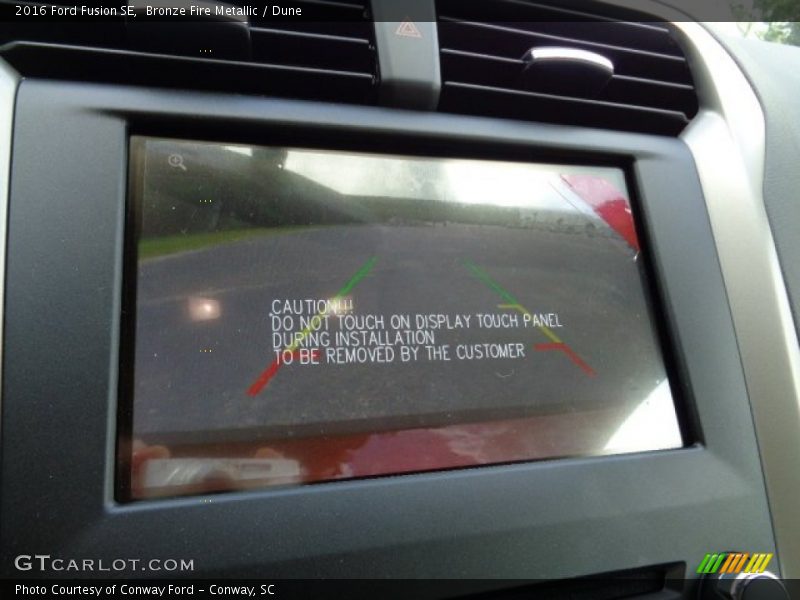 2016 Ford Fusion SE, Bronze Fire Metallic / Dune
CAUTION!!!
DO NOT TOUCH ON DISPLAY TOUCH PANEL
DURING INSTALLATION
TO BE REMOVED BY THE CUSTOMER
GTCARLOT.COM
Photo Courtesy of Conway Ford - Conway, SC